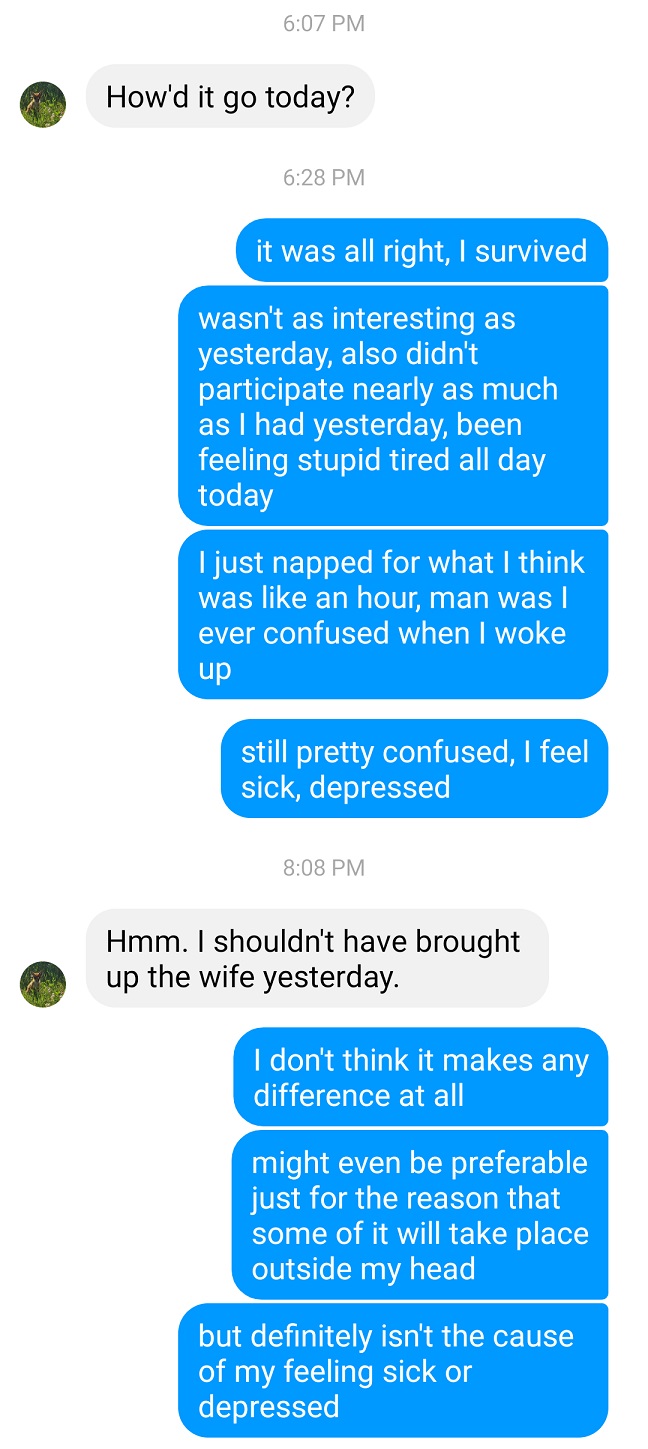 6:07 PM
How'd it go today?
6:28 PM
it was all right, I survived
wasn't as interesting as
yesterday, also didn't
participate nearly as much
as I had yesterday, been
feeling stupid tired all day
today
I just napped for what I think
was like an hour, man was I
ever confused when I woke
up
still pretty confused, I feel
sick, depressed
8:08 PM
Hmm. I shouldn't have brought
up the wife yesterday.
I don't think it makes any
difference at all
might even be preferable
just for the reason that
some of it will take place
outside my head
but definitely isn't the cause
of my feeling sick or
depressed